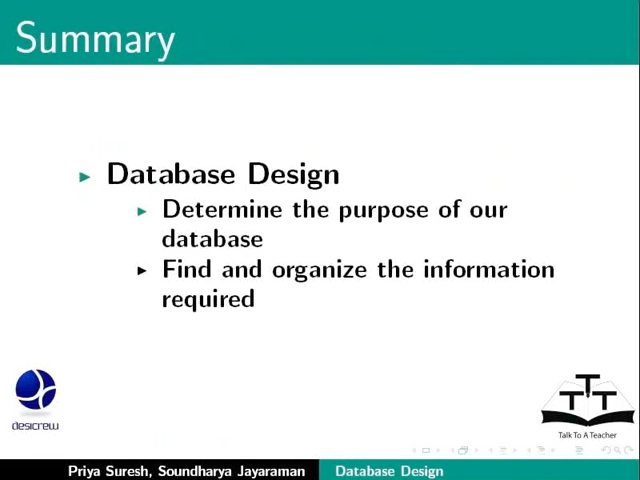 Summary
Database Design
Determine the purpose of our
database
Find and organize the information
required
desicrew
T T T
Talk To A Teacher
Priya Suresh, Soundharya Jayaraman
Database Design